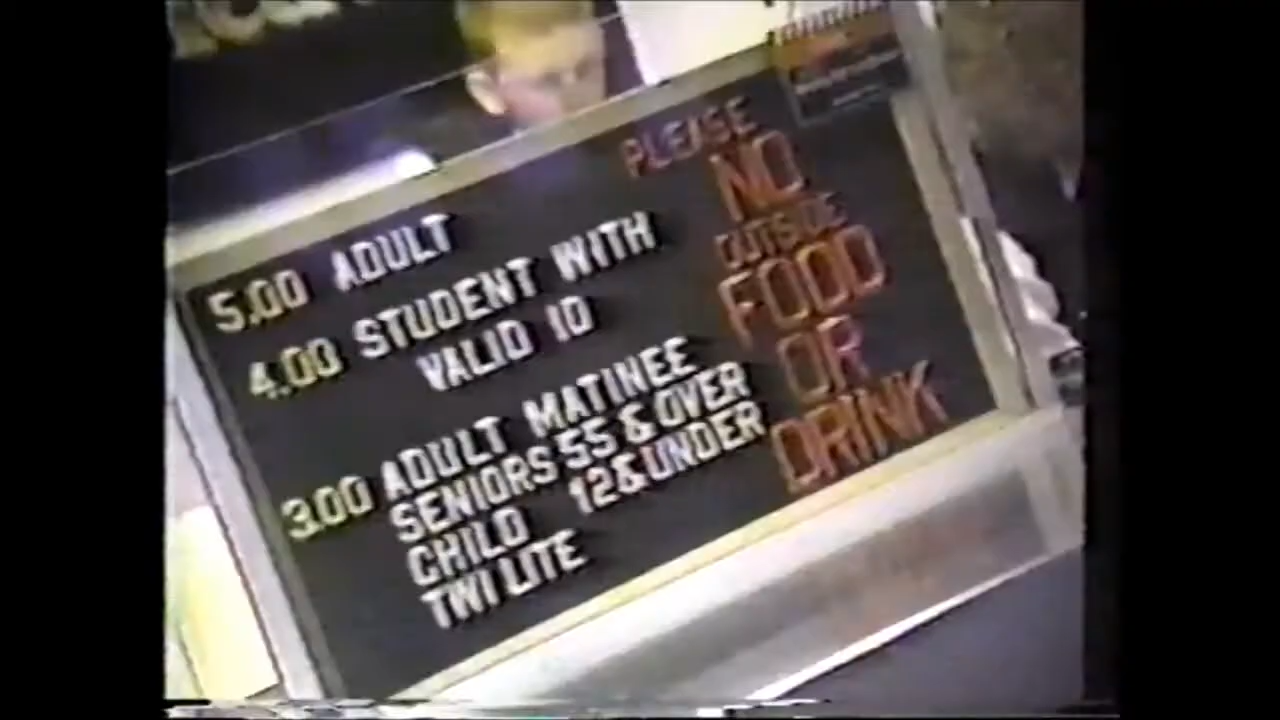 5.00 ADULT
4.00 STUDENT WITH
VALID ID
3.00 ADULT MATINEE
SENIORS 55 & OVER
CHILD 12 & UNDER
TWI LITE
PLEASE
NO
OUTSIDE
FOOD
OR
DRINK